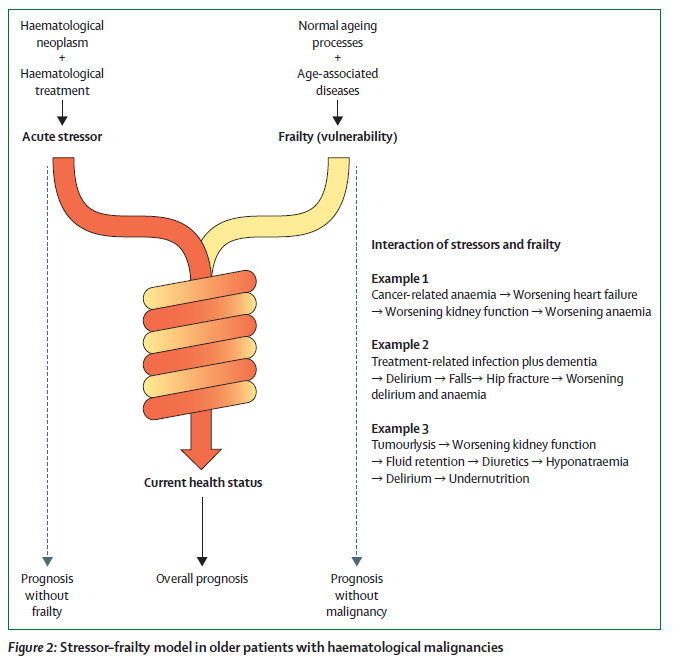 Haematological
neoplasm
+
Haematological
treatment
Acute stressor
Normal ageing
processes
+
Age-associated
diseases
Frailty (vulnerability)
Interaction of stressors and frailty
Example 1
Cancer-related anaemia → Worsening heart failure
→ Worsening kidney function → Worsening anaemia
Example 2
Treatment-related infection plus dementia
→ Delirium → Falls→ Hip fracture → Worsening
delirium and anaemia
Example 3
Tumourlysis → Worsening kidney function
→ Fluid retention → Diuretics → Hyponatraemia
→ Delirium → Undernutrition
Current health status
Prognosis
without
frailty
Overall prognosis
Prognosis
without
malignancy
Figure 2: Stressor–frailty model in older patients with haematological malignancies